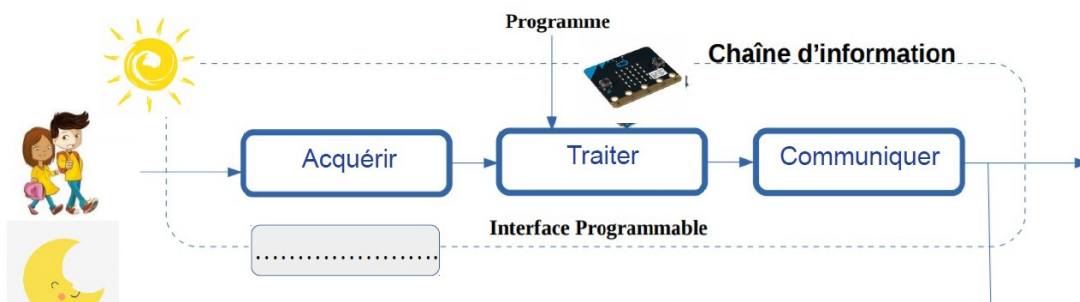 Programme
Chaîne d'information
Acquérir
Traiter
Communiquer
Interface Programmable
........................